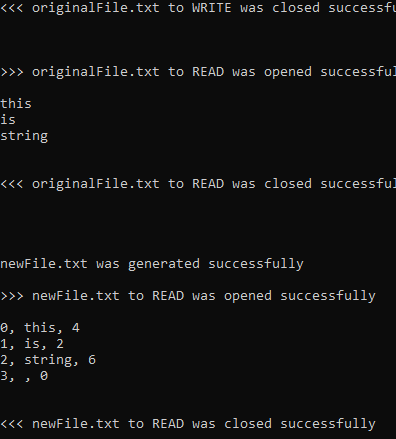 <<< originalFile.txt to WRITE was closed successfu
>>> originalFile.txt to READ was opened successful
this
is
string
<<< originalFile.txt to READ was closed successful
newFile.txt was generated successfully
>>> newFile.txt to READ was opened successfully
0, this, 4
1, is, 2
2, string, 6
3, , 0
<<< newFile.txt to READ was closed successfully